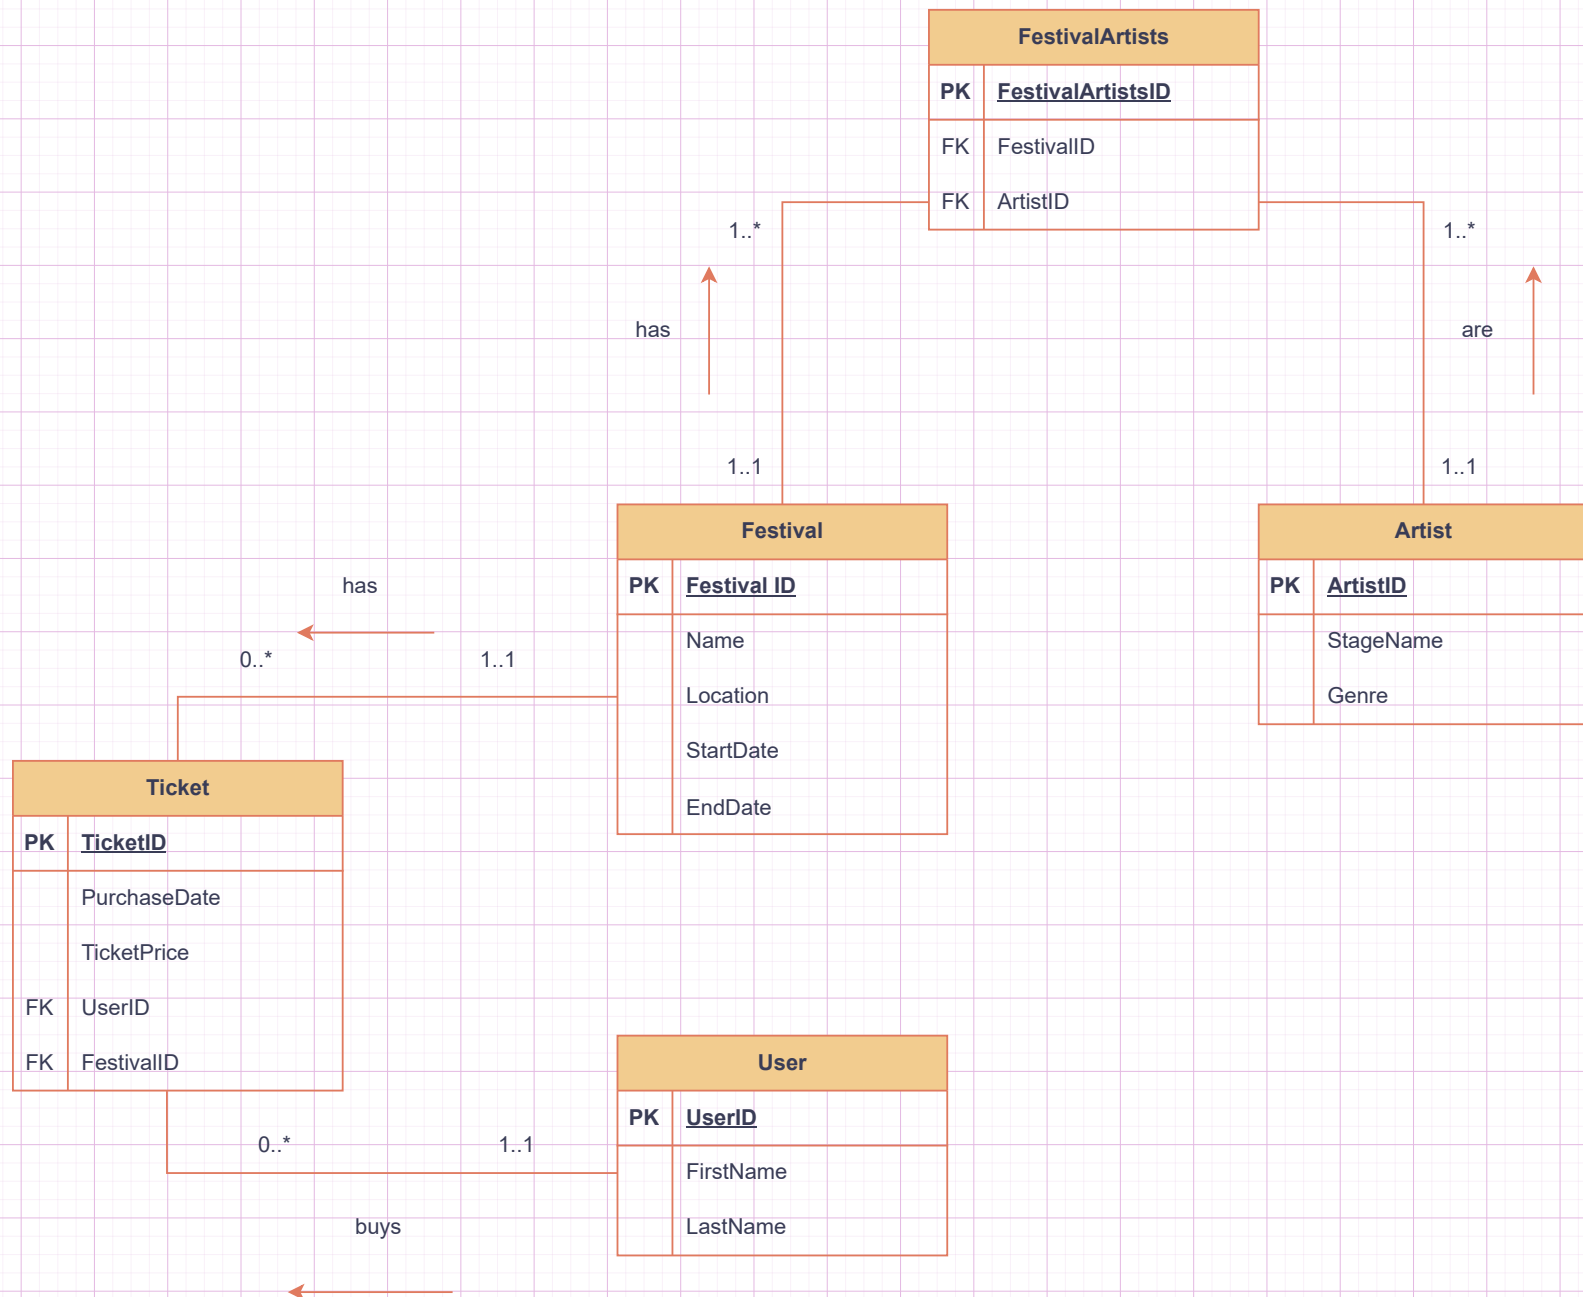 FestivalArtists
PK FestivalArtistsID
FK FestivalID
FK ArtistID
1..*
1..*
has
are
1..1
1..1
Festival
PK Festival ID
Name
Location
StartDate
EndDate
Artist
PK ArtistID
StageName
Genre
has
0..*
1..1
Ticket
PK TicketID
PurchaseDate
TicketPrice
FK UserID
FK FestivalID
User
PK UserID
FirstName
LastName
0..*
1..1
buys